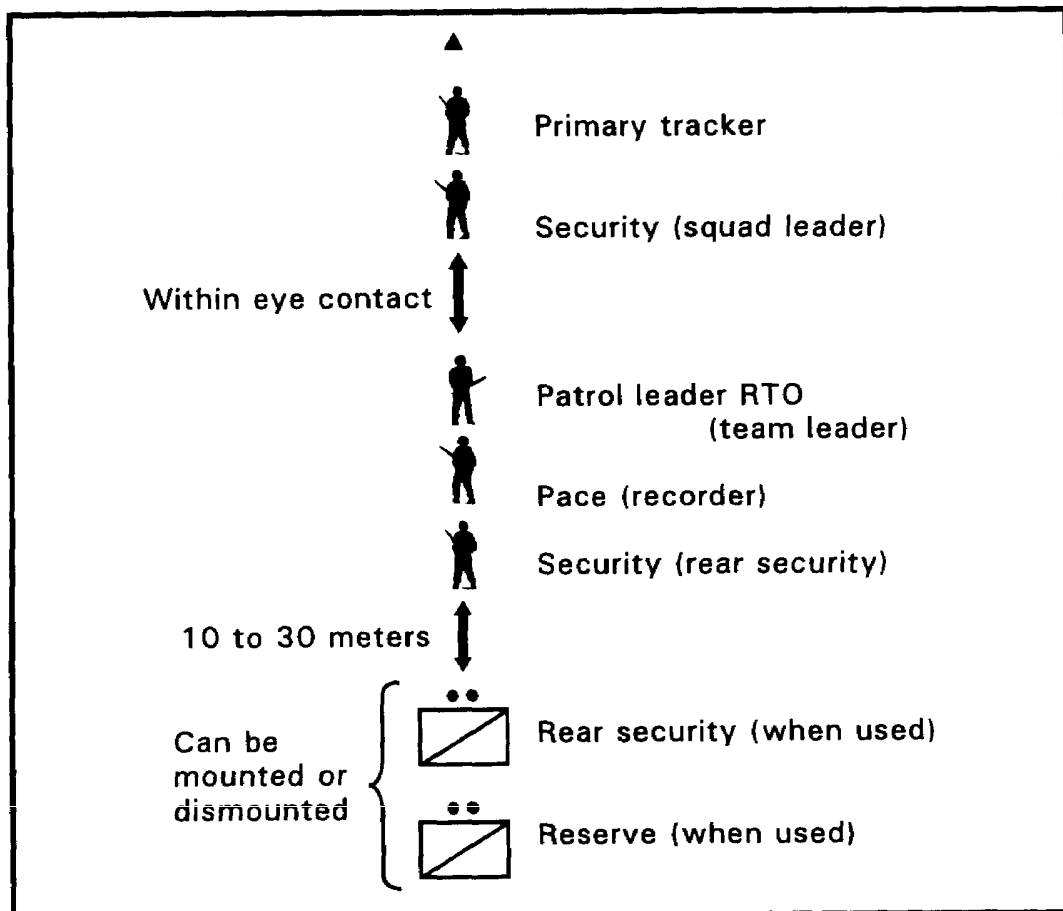 Primary tracker
Security (squad leader)
Within eye contact
Patrol leader RTO
(team leader)
Pace (recorder)
Security (rear security)
10 to 30 meters
Can be
mounted or
dismounted
Rear security (when used)
Reserve (when used)